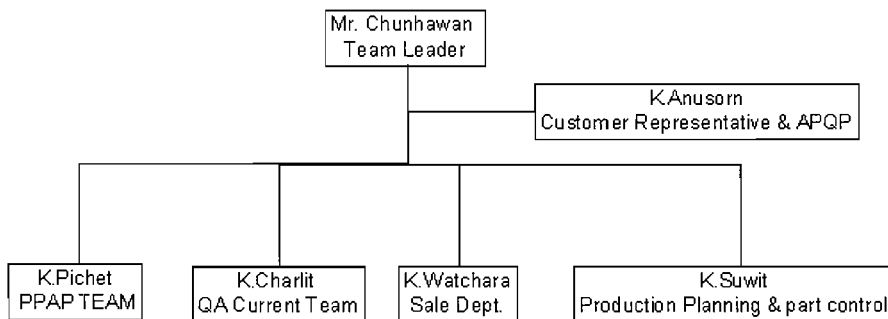 Mr. Chunhawan
Team Leader
K.Anusorn
Customer Representative & APQP
K.Pichet
PPAP TEAM
K.Charlit
QA Current Team
K.Watchara
Sale Dept.
K.Suwit
Production Planning & part control